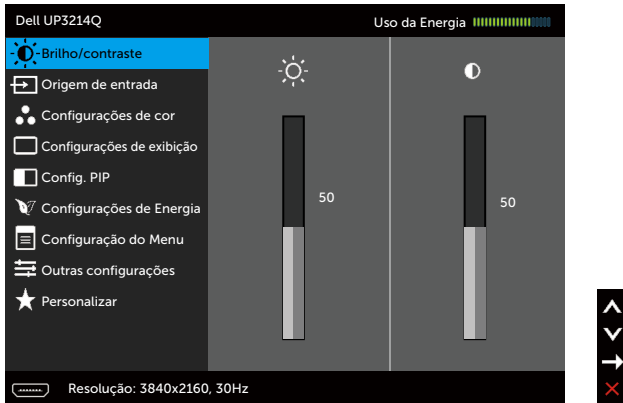 Dell UP3214Q
Uso da Energia
Brilho/contraste
Origem de entrada
Configurações de cor
Configurações de exibição
Config. PIP
Configurações de Energia
Configuração do Menu
Outras configurações
Personalizar
50
50
Resolução: 3840x2160, 30Hz